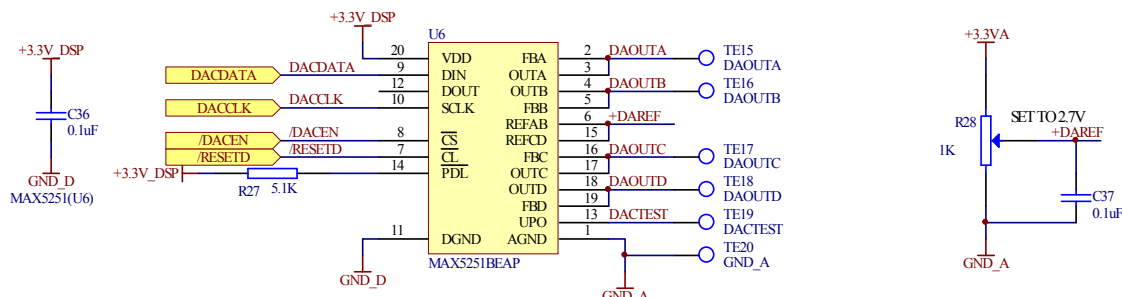 +3.3V_DSP
C36
0.1uF
GND_D
MAX5251(U6)
+3.3V_DSP
U6
DACDATA DACDATA
DACCLK DACCLK
/DACEN /DACEN
/RESETD /RESETD
+3.3V_DSP
R27 5.1K
20 VDD FBA 2 DAOUTA
9 DIN OUTA 3
12 DOUT OUTB 4 DAOUTB
10 SCLK FBB 5
REFAB 6 +DAREF
8 CS REFCD 15
7 CL FBC 16 DAOUTC
14 PDL OUTC 17
OUTD 18 DAOUTD
FBD 19
UPO 13 DACTEST
11 DGND AGND 1
MAX5251BEAP
GND_D
GND_A
TE15
DAOUTA
TE16
DAOUTB
TE17
DAOUTC
TE18
DAOUTD
TE19
DACTEST
TE20
GND_A
+3.3VA
R28 SET TO 2.7V
+DAREF
1K
C37
0.1uF
GND_A